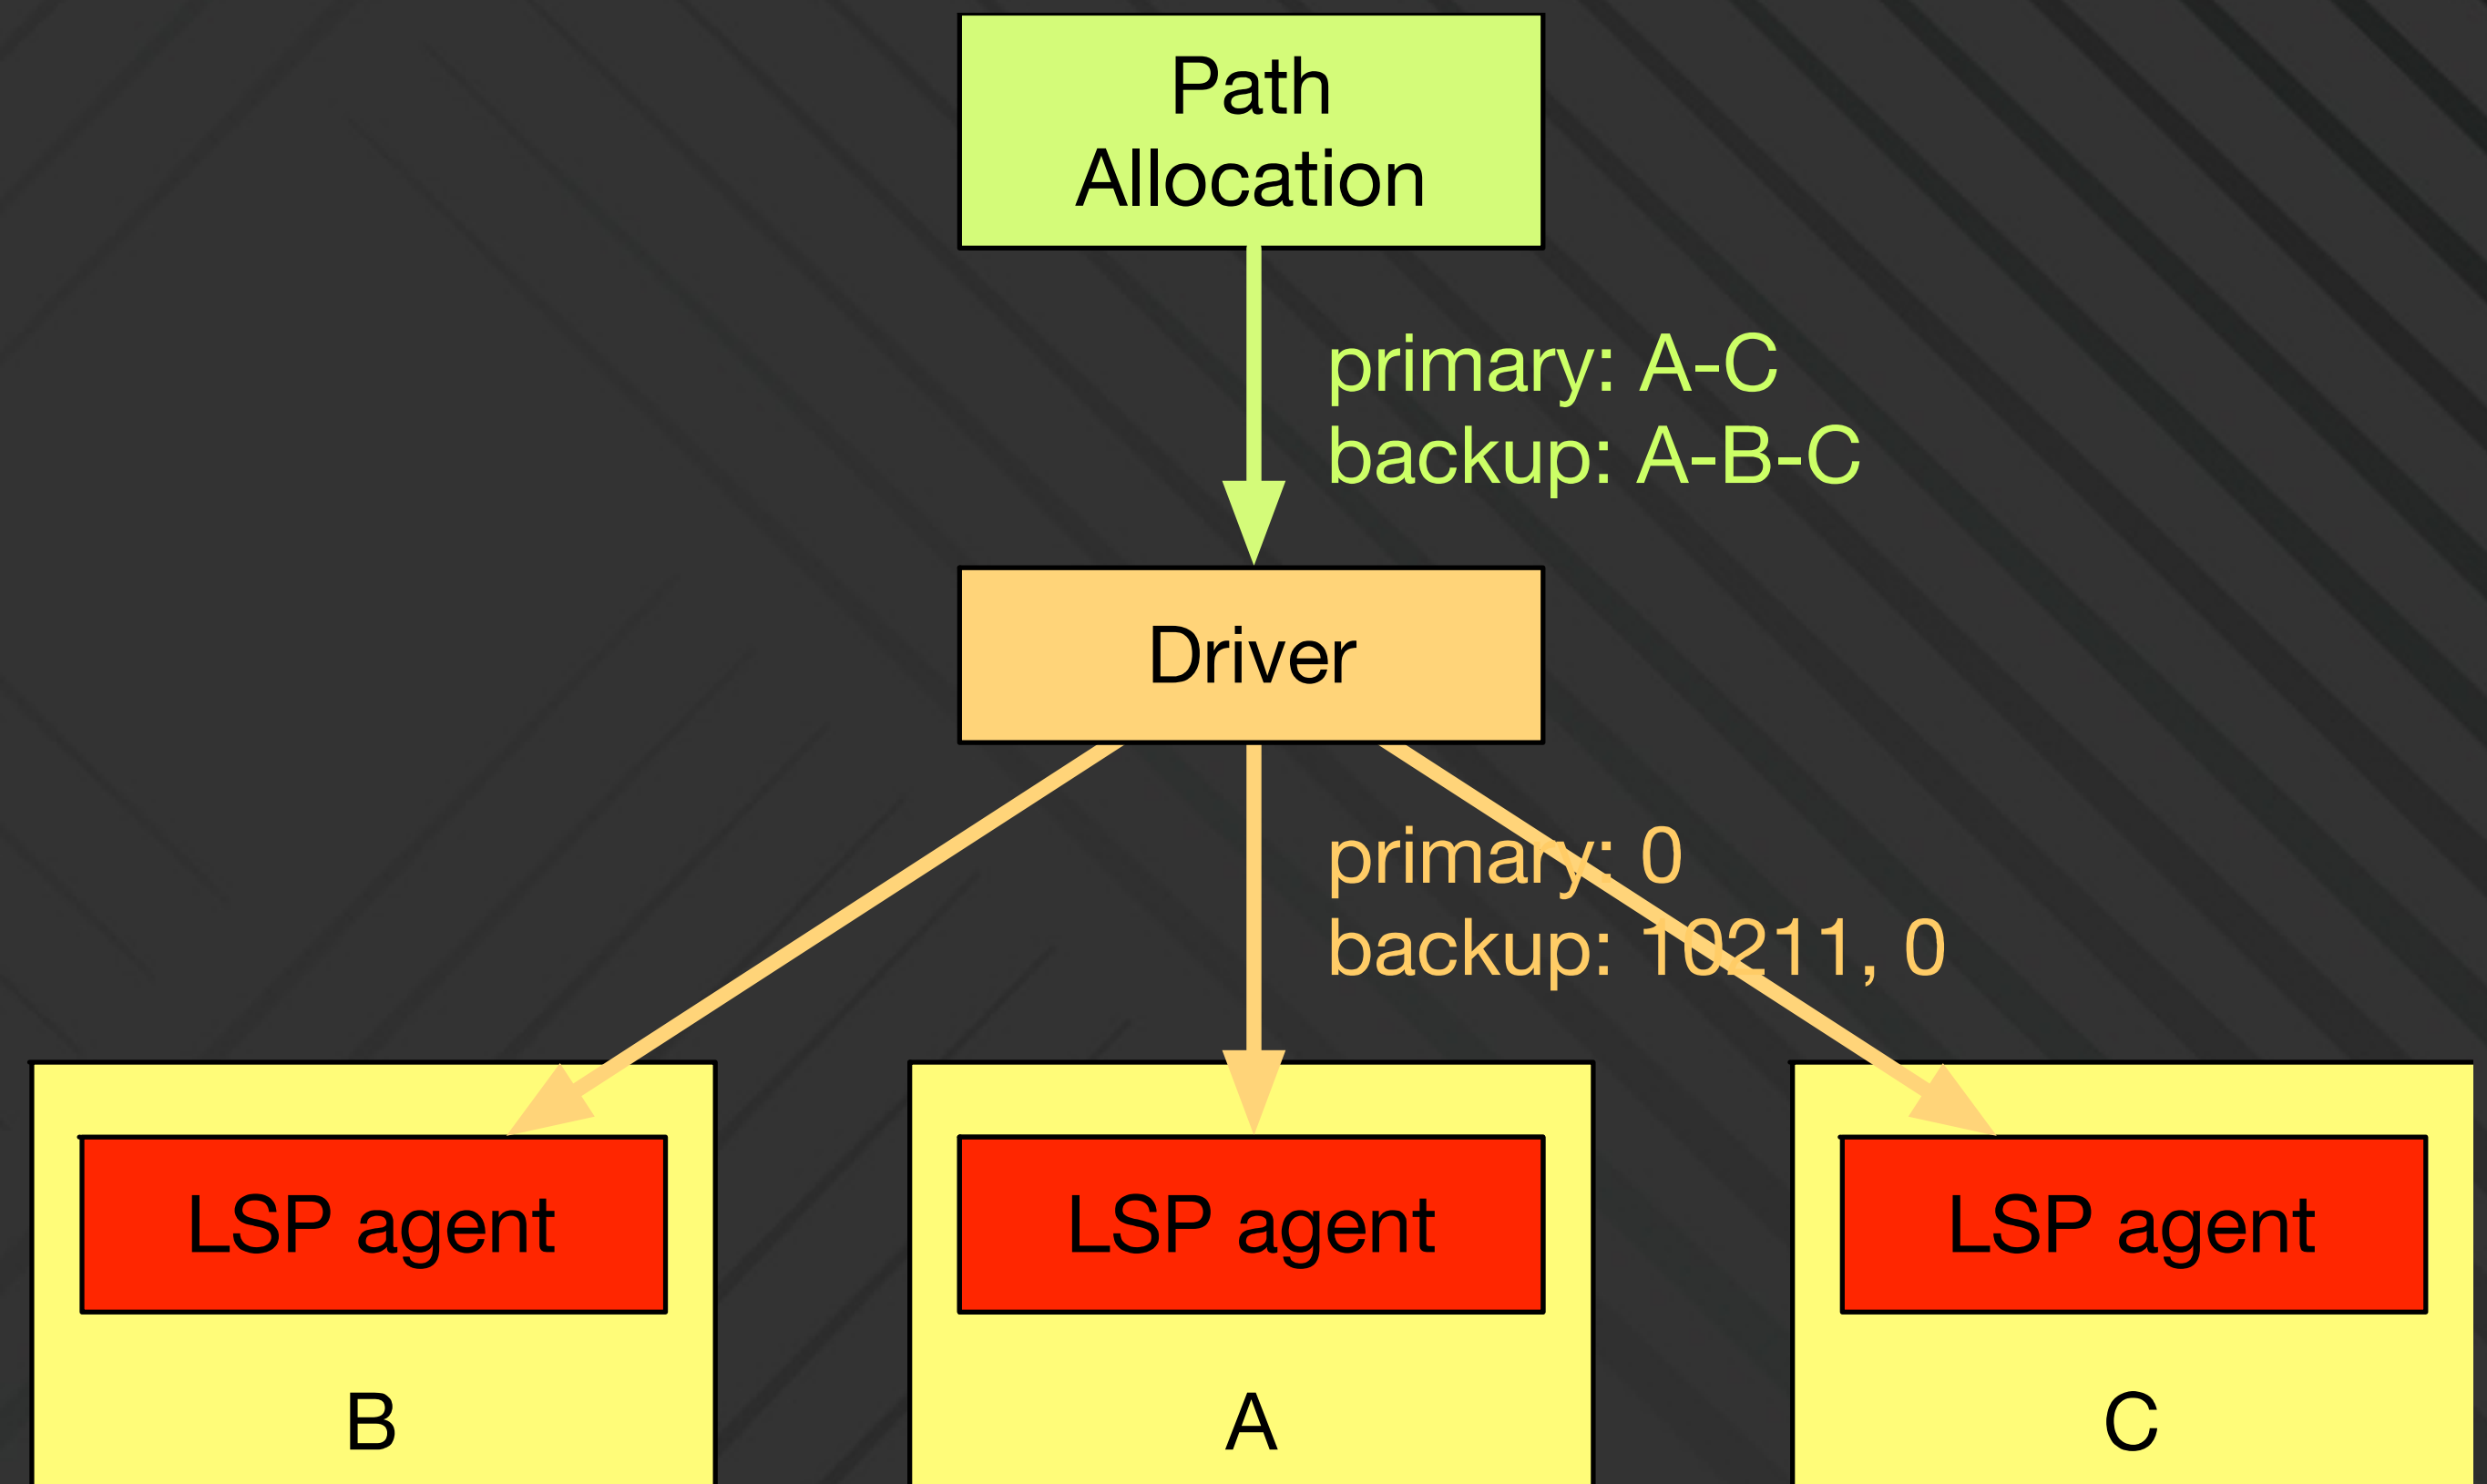 Path
Allocation
primary: A-C
backup: A-B-C
Driver
primary: 0
backup: 10211, 0
LSP agent
LSP agent
LSP agent
B
A
C